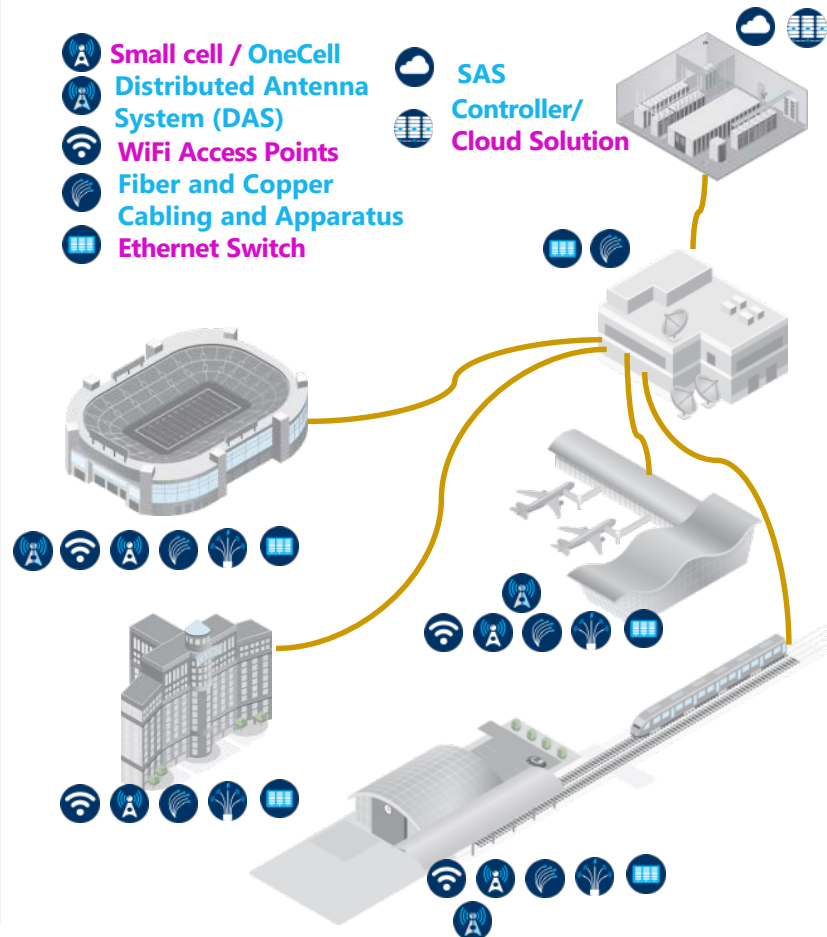 Small cell / OneCell
Distributed Antenna
System (DAS)
WiFi Access Points
Fiber and Copper
Cabling and Apparatus
Ethernet Switch
SAS
Controller/
Cloud Solution